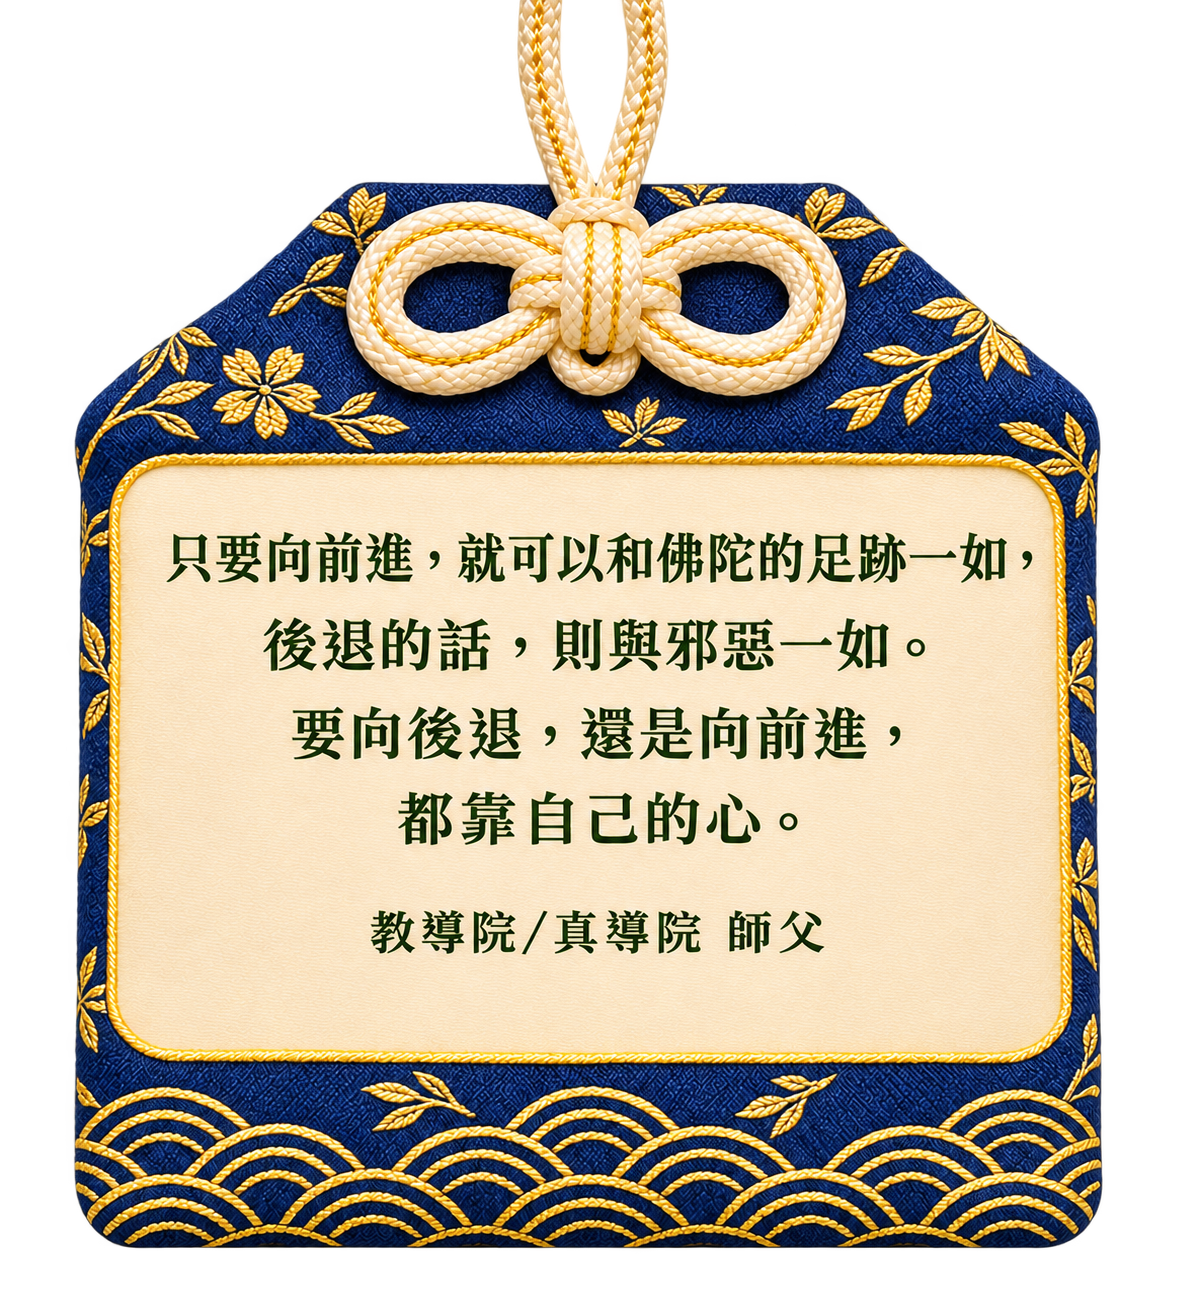 只要向前進，就可以和佛陀的足跡一如，
後退的話，則與邪惡一如。
要向後退，還是向前進，
都靠自己的心。
教導院/真導院 師父